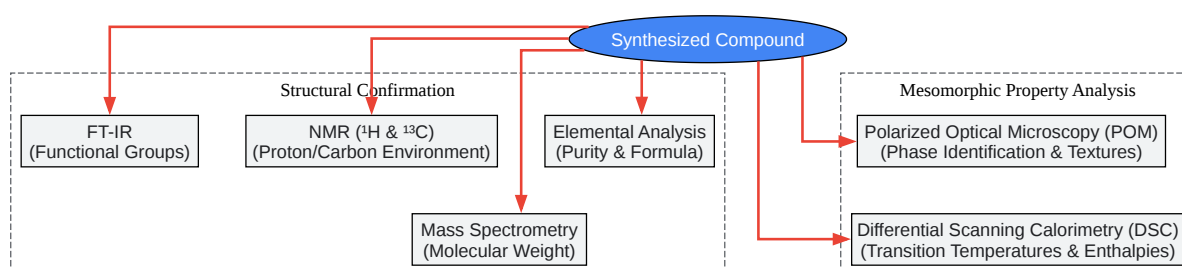 Synthesized Compound
Structural Confirmation
Mesomorphic Property Analysis
FT-IR
(Functional Groups)
NMR (¹H & ¹³C)
(Proton/Carbon Environment)
Elemental Analysis
(Purity & Formula)
Polarized Optical Microscopy (POM)
(Phase Identification & Textures)
Mass Spectrometry
(Molecular Weight)
Differential Scanning Calorimetry (DSC)
(Transition Temperatures & Enthalpies)